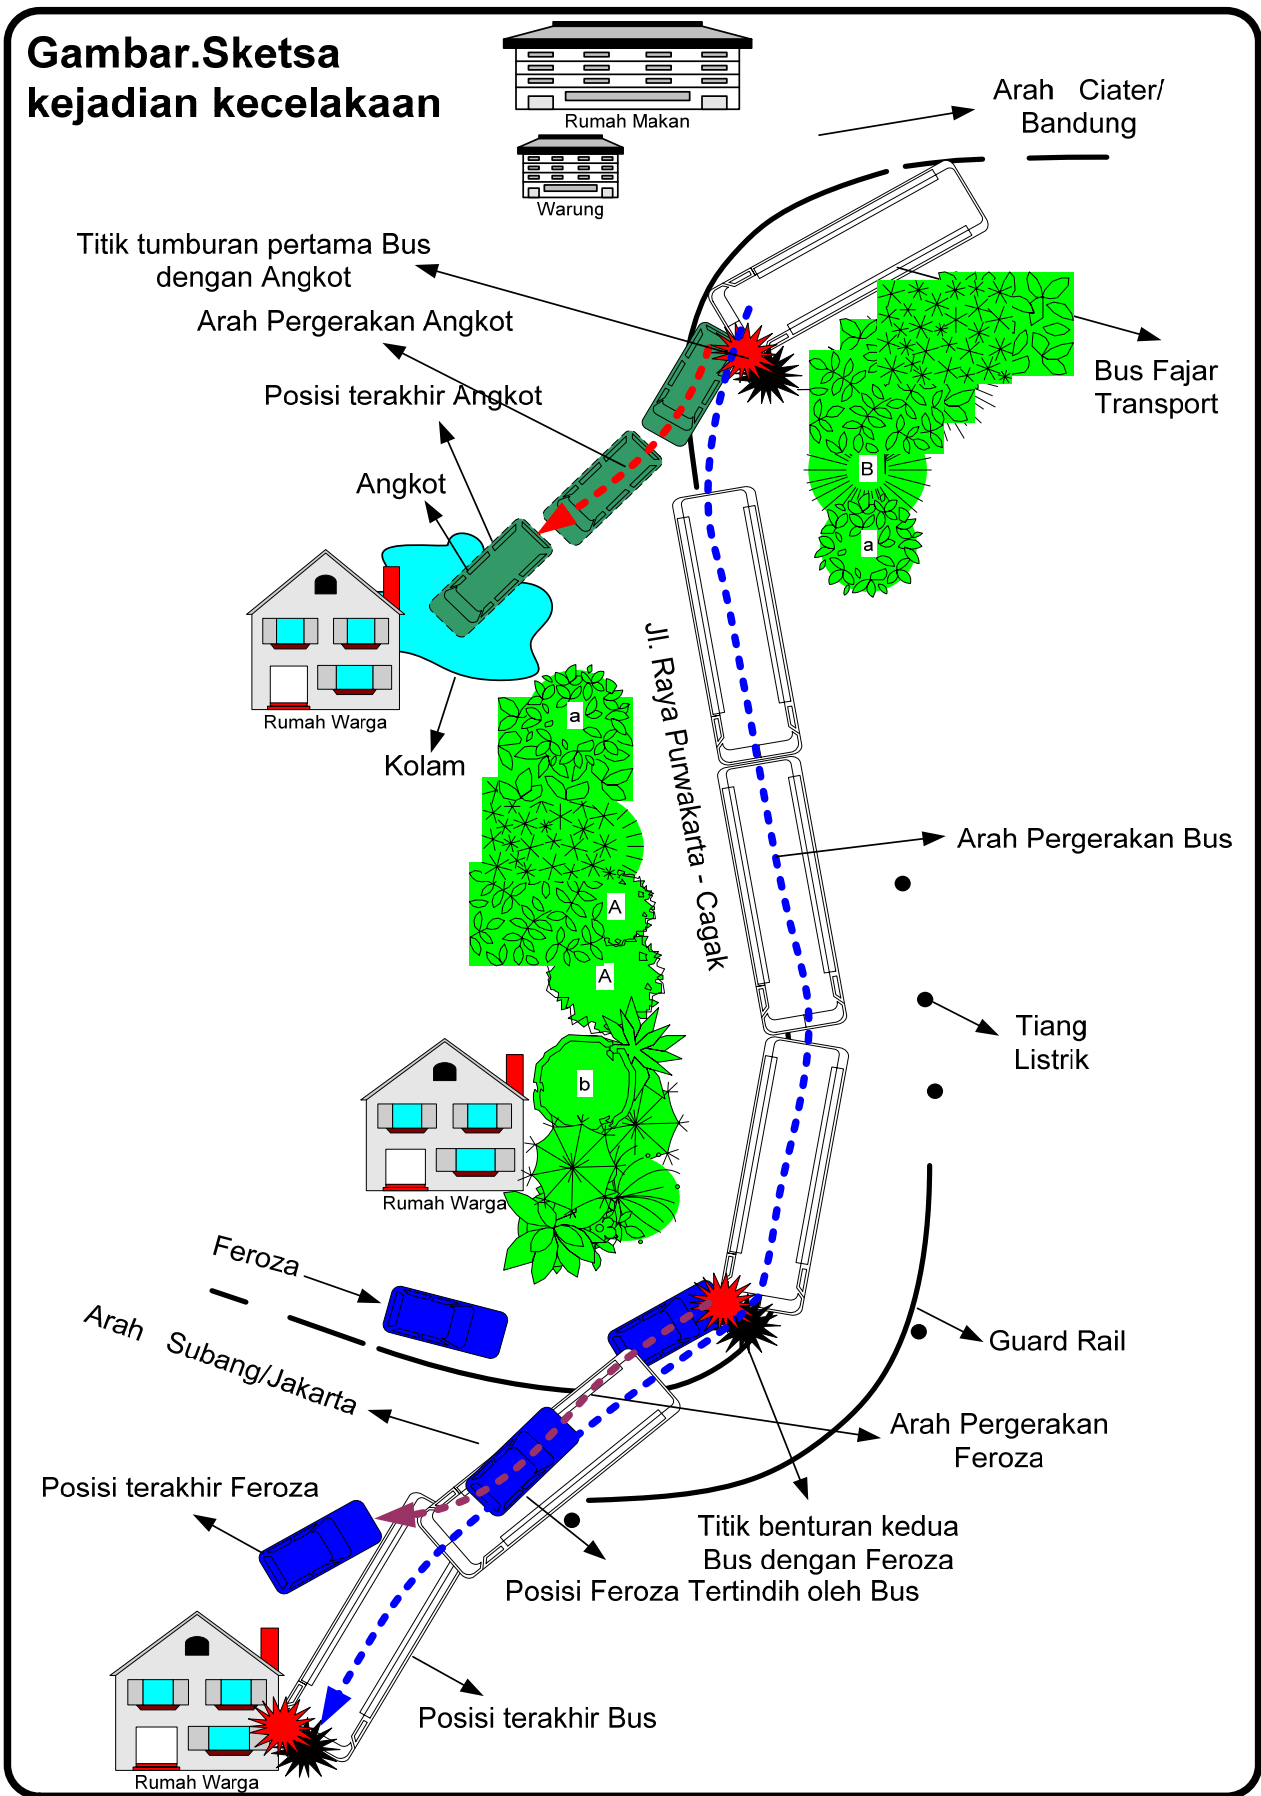 Gambar.Sketsa
kejadian kecelakaan
Rumah Makan
Warung
Arah Ciater/
Bandung
Titik tumburan pertama Bus
dengan Angkot
Arah Pergerakan Angkot
Posisi terakhir Angkot
Angkot
Bus Fajar
Transport
B
a
Rumah Warga
Kolam
a
Jl. Raya Purwakarta - Cagak
Arah Pergerakan Bus
A
A
Tiang
Listrik
b
Rumah Warga
Feroza
Arah Subang/Jakarta
Guard Rail
Arah Pergerakan
Feroza
Posisi terakhir Feroza
Titik benturan kedua
Bus dengan Feroza
Posisi Feroza Tertindih oleh Bus
Posisi terakhir Bus
Rumah Warga